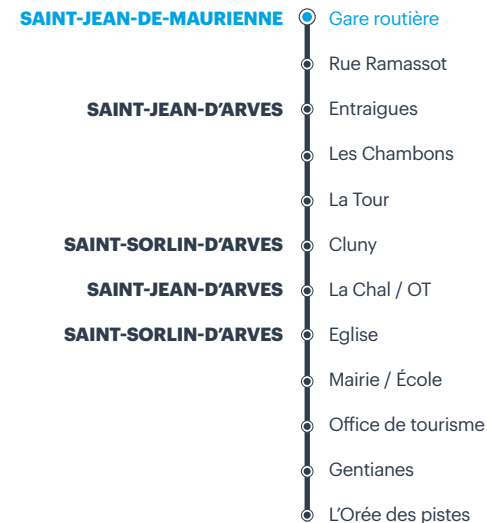 SAINT-JEAN-DE-MAURIENNE Gare routière
Rue Ramassot
SAINT-JEAN-D'ARVES Entraigues
Les Chambons
La Tour
SAINT-SORLIN-D'ARVES Cluny
SAINT-JEAN-D'ARVES La Chal / OT
SAINT-SORLIN-D'ARVES Eglise
Mairie / École
Office de tourisme
Gentianes
L'Orée des pistes